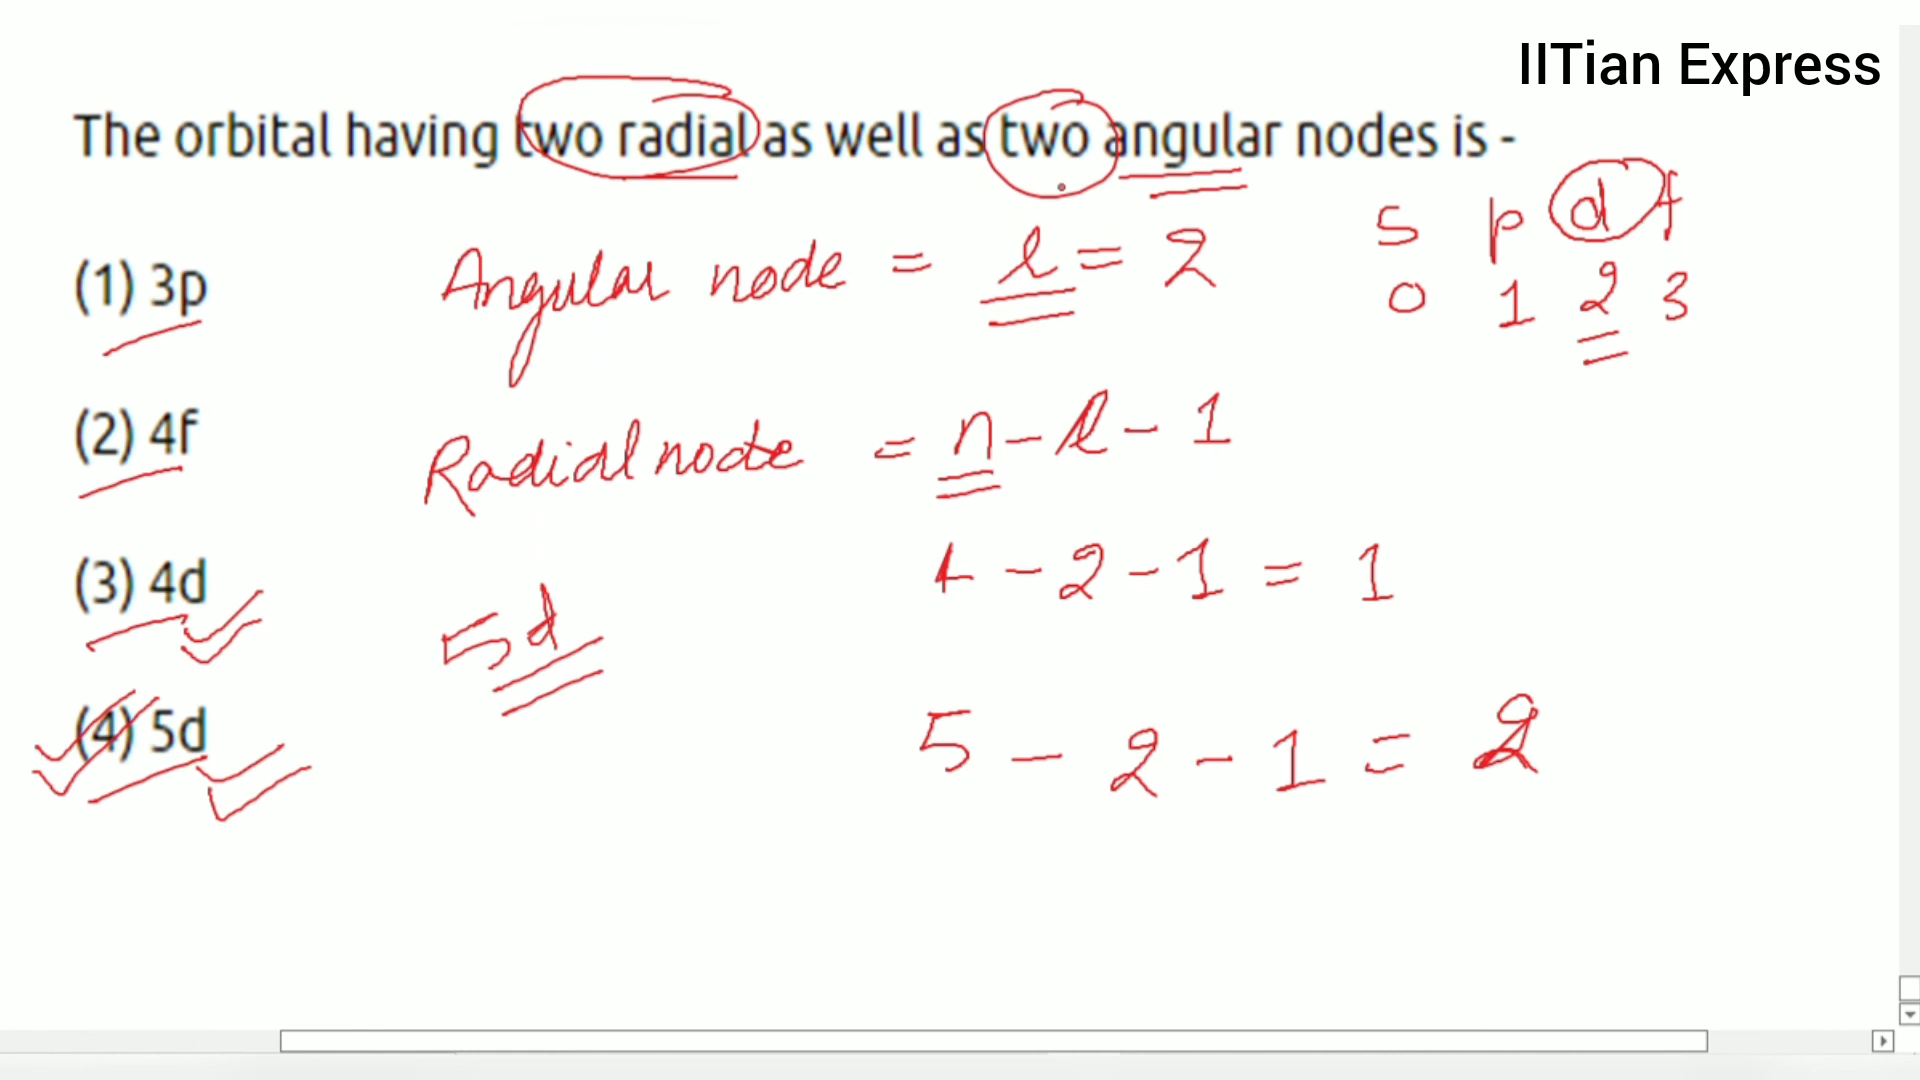 IITian Express
The orbital having two radial as well as two angular nodes is -
s p d f
(1) 3p
Angular node = l = 2
0 1 2 3
(2) 4f
Radial node = n - l - 1
(3) 4d
4 - 2 - 1 = 1
5d
(4) 5d
5 - 2 - 1 = 2